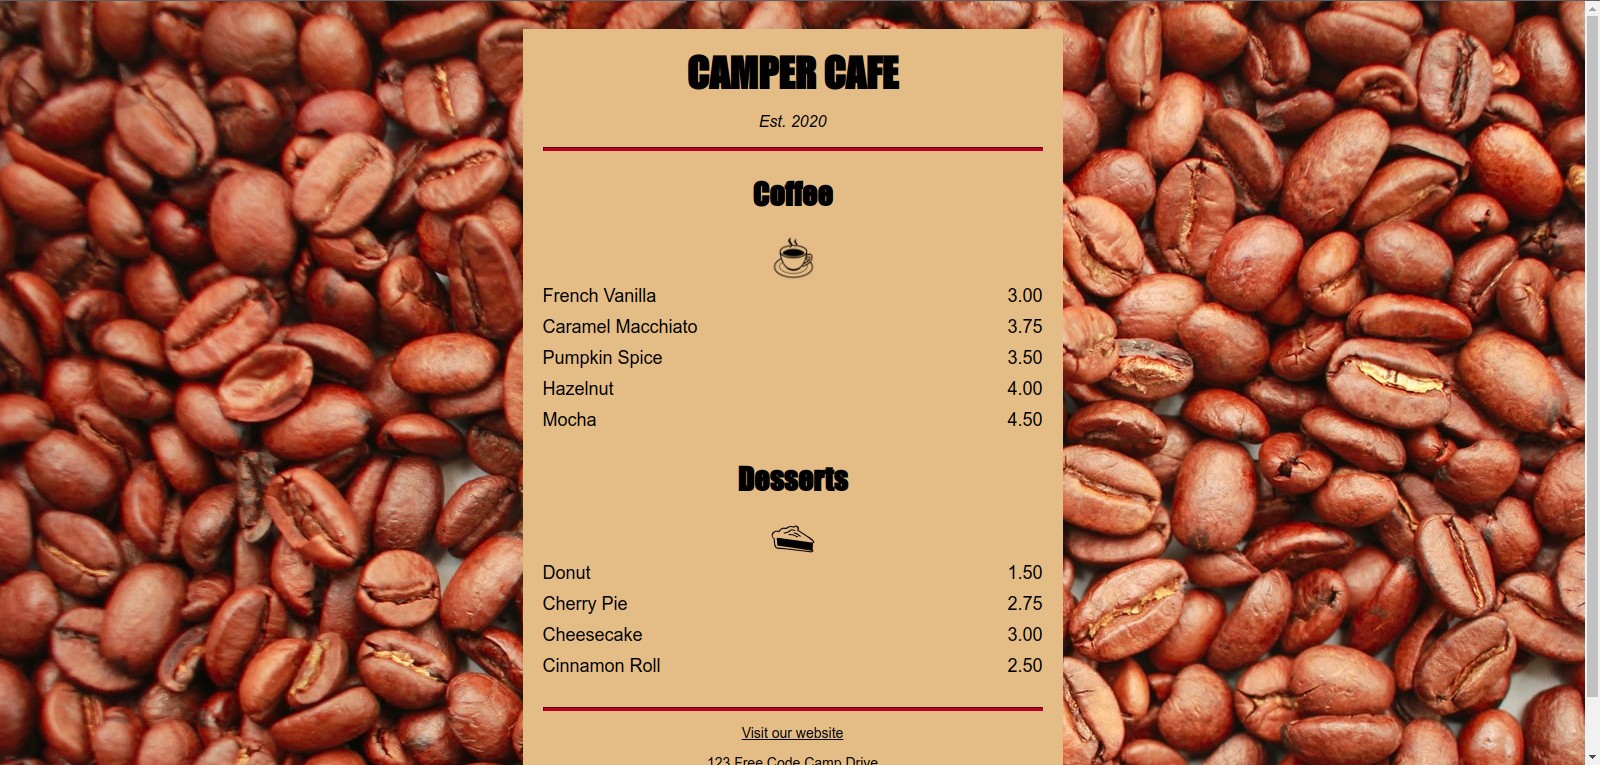 CAMPER CAFE
Est. 2020
Coffee
French Vanilla 3.00
Caramel Macchiato 3.75
Pumpkin Spice 3.50
Hazelnut 4.00
Mocha 4.50
Desserts
Donut 1.50
Cherry Pie 2.75
Cheesecake 3.00
Cinnamon Roll 2.50
Visit our website
123 Free Code Camp Drive